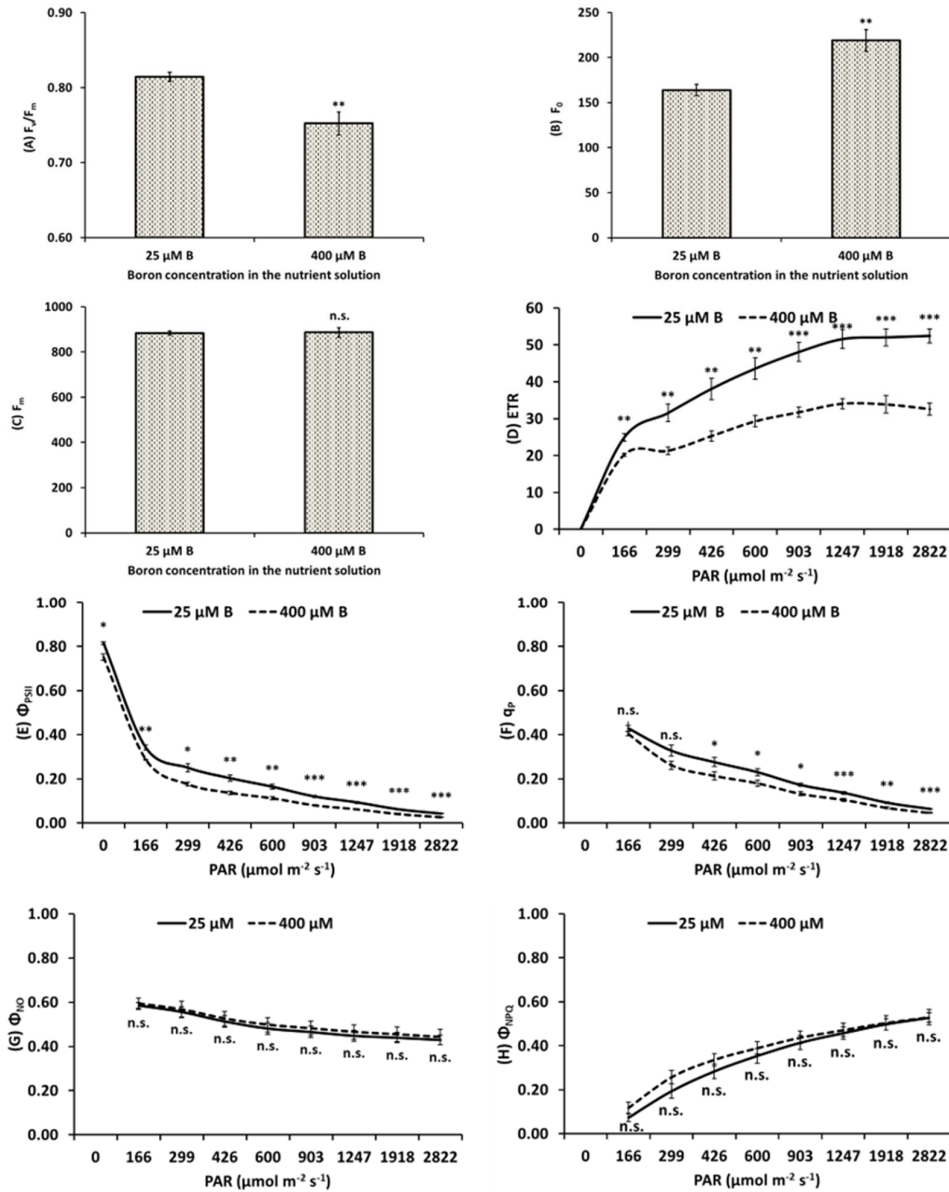 0.90
0.80
0.70
0.60
(A) Fv/Fm
**
25 µM B 400 µM B
Boron concentration in the nutrient solution
250
200
150
100
50
0
(B) F0
**
25 µM B 400 µM B
Boron concentration in the nutrient solution
1000
800
600
400
200
0
(C) Fm
n.s.
25 µM B 400 µM B
Boron concentration in the nutrient solution
60
50
40
30
20
10
0
(D) ETR
25 µM B 400 µM B
** ** ** ** *** *** *** ***
0 166 299 426 600 903 1247 1918 2822
PAR (µmol m-2 s-1)
1.00
0.80
0.60
0.40
0.20
0.00
(E) ΦPSII
25 µM B 400 µM B
* ** * ** ** *** *** *** ***
0 166 299 426 600 903 1247 1918 2822
PAR (µmol m-2 s-1)
1.00
0.80
0.60
0.40
0.20
0.00
(F) qP
25 µM B 400 µM B
n.s. n.s. * * * *** ** ***
0 166 299 426 600 903 1247 1918 2822
PAR (µmol m-2 s-1)
1.00
0.80
0.60
0.40
0.20
0.00
(G) ΦNO
25 µM 400 µM
n.s. n.s. n.s. n.s. n.s. n.s. n.s. n.s.
0 166 299 426 600 903 1247 1918 2822
PAR (µmol m-2 s-1)
1.00
0.80
0.60
0.40
0.20
0.00
(H) ΦNPQ
25 µM 400 µM
n.s. n.s. n.s. n.s. n.s. n.s. n.s. n.s.
0 166 299 426 600 903 1247 1918 2822
PAR (µmol m-2 s-1)